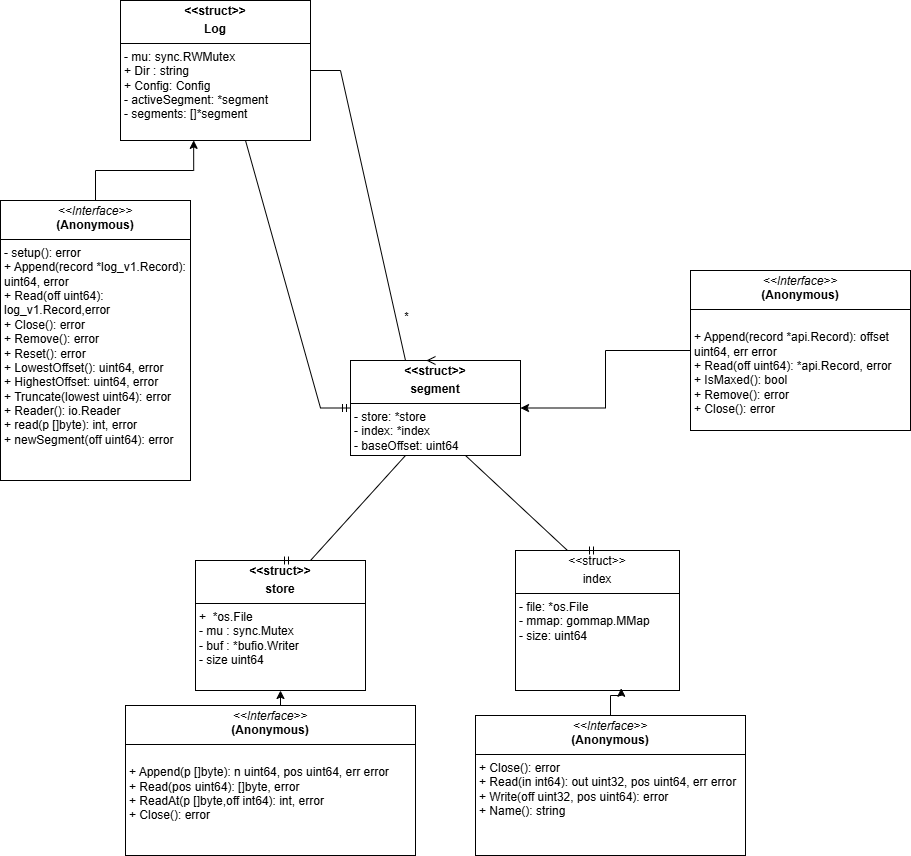 <<struct>>
Log
- mu: sync.RWMutex
+ Dir : string
+ Config: Config
- activeSegment: *segment
- segments: []*segment
<<Interface>>
(Anonymous)
- setup(): error
+ Append(record *log_v1.Record):
uint64, error
+ Read(off uint64):
log_v1.Record,error
+ Close(): error
+ Remove(): error
+ Reset(): error
+ LowestOffset(): uint64, error
+ HighestOffset: uint64, error
+ Truncate(lowest uint64): error
+ Reader(): io.Reader
+ read(p []byte): int, error
+ newSegment(off uint64): error
*
<<Interface>>
(Anonymous)
+ Append(record *api.Record): offset
uint64, err error
+ Read(off uint64): *api.Record, error
+ IsMaxed(): bool
+ Remove(): error
+ Close(): error
<<struct>>
segment
- store: *store
- index: *index
- baseOffset: uint64
<<struct>>
store
+ *os.File
- mu : sync.Mutex
- buf : *bufio.Writer
- size uint64
<<struct>>
index
- file: *os.File
- mmap: gommap.MMap
- size: uint64
<<Interface>>
(Anonymous)
+ Append(p []byte): n uint64, pos uint64, err error
+ Read(pos uint64): []byte, error
+ ReadAt(p []byte,off int64): int, error
+ Close(): error
<<Interface>>
(Anonymous)
+ Close(): error
+ Read(in int64): out uint32, pos uint64, err error
+ Write(off uint32, pos uint64): error
+ Name(): string